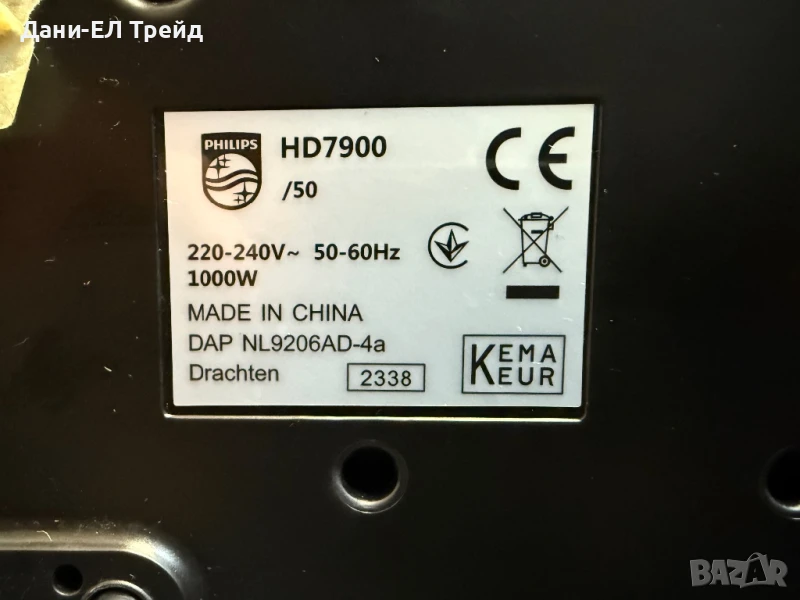 Дани-ЕЛ Трейд
PHILIPS
HD7900
/50
CE
220-240V~ 50-60Hz
1000W
MADE IN CHINA
DAP NL9206AD-4a
Drachten 2338
KEMA
KEUR
BAZAR